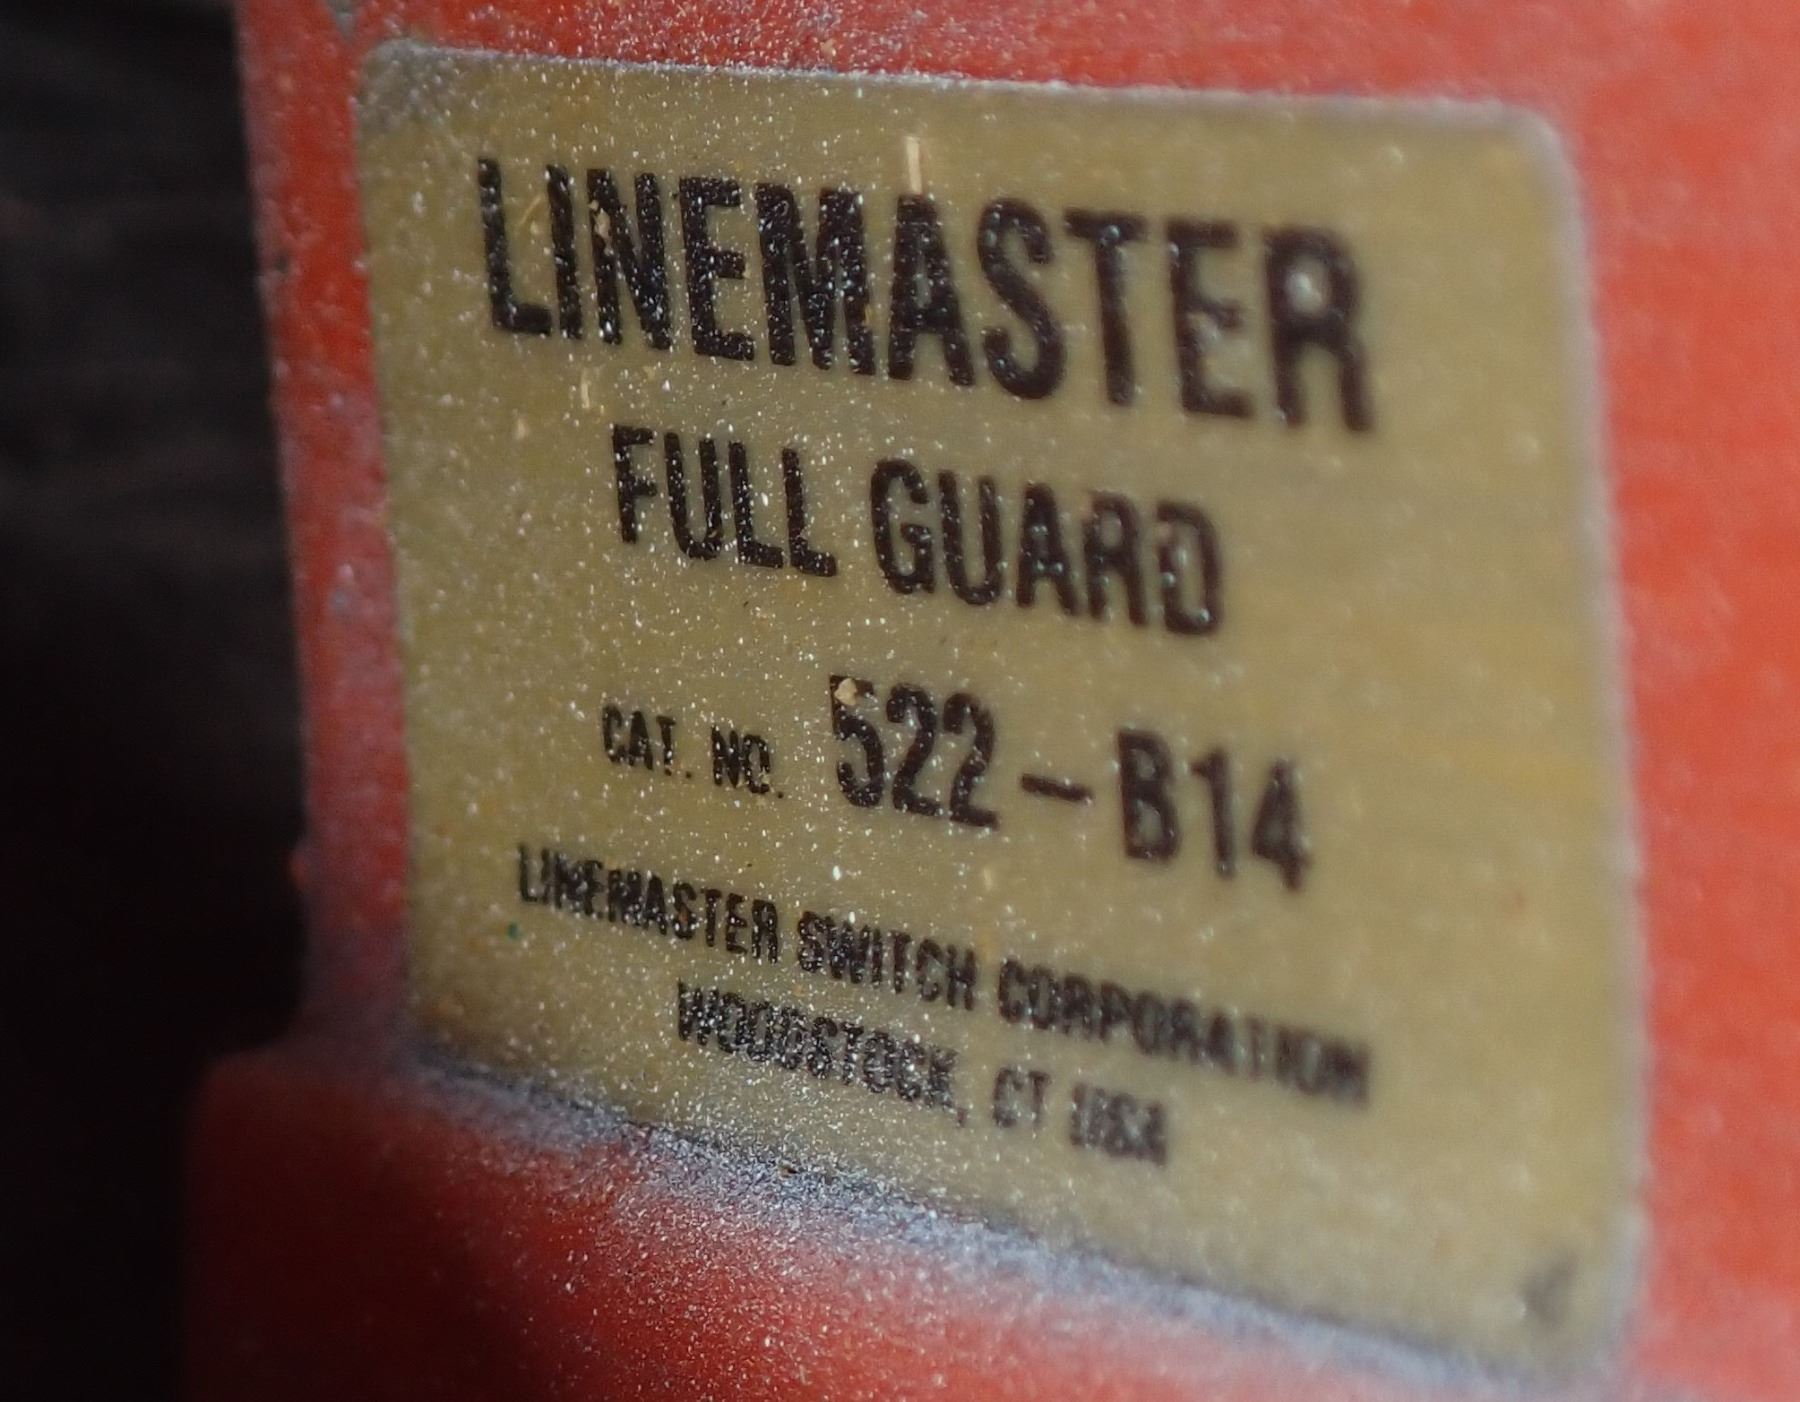 LINEMASTER
FULL GUARD
CAT. NO. 522-B14
LINEMASTER SWITCH CORPORATION
WOODSTOCK, CT USA